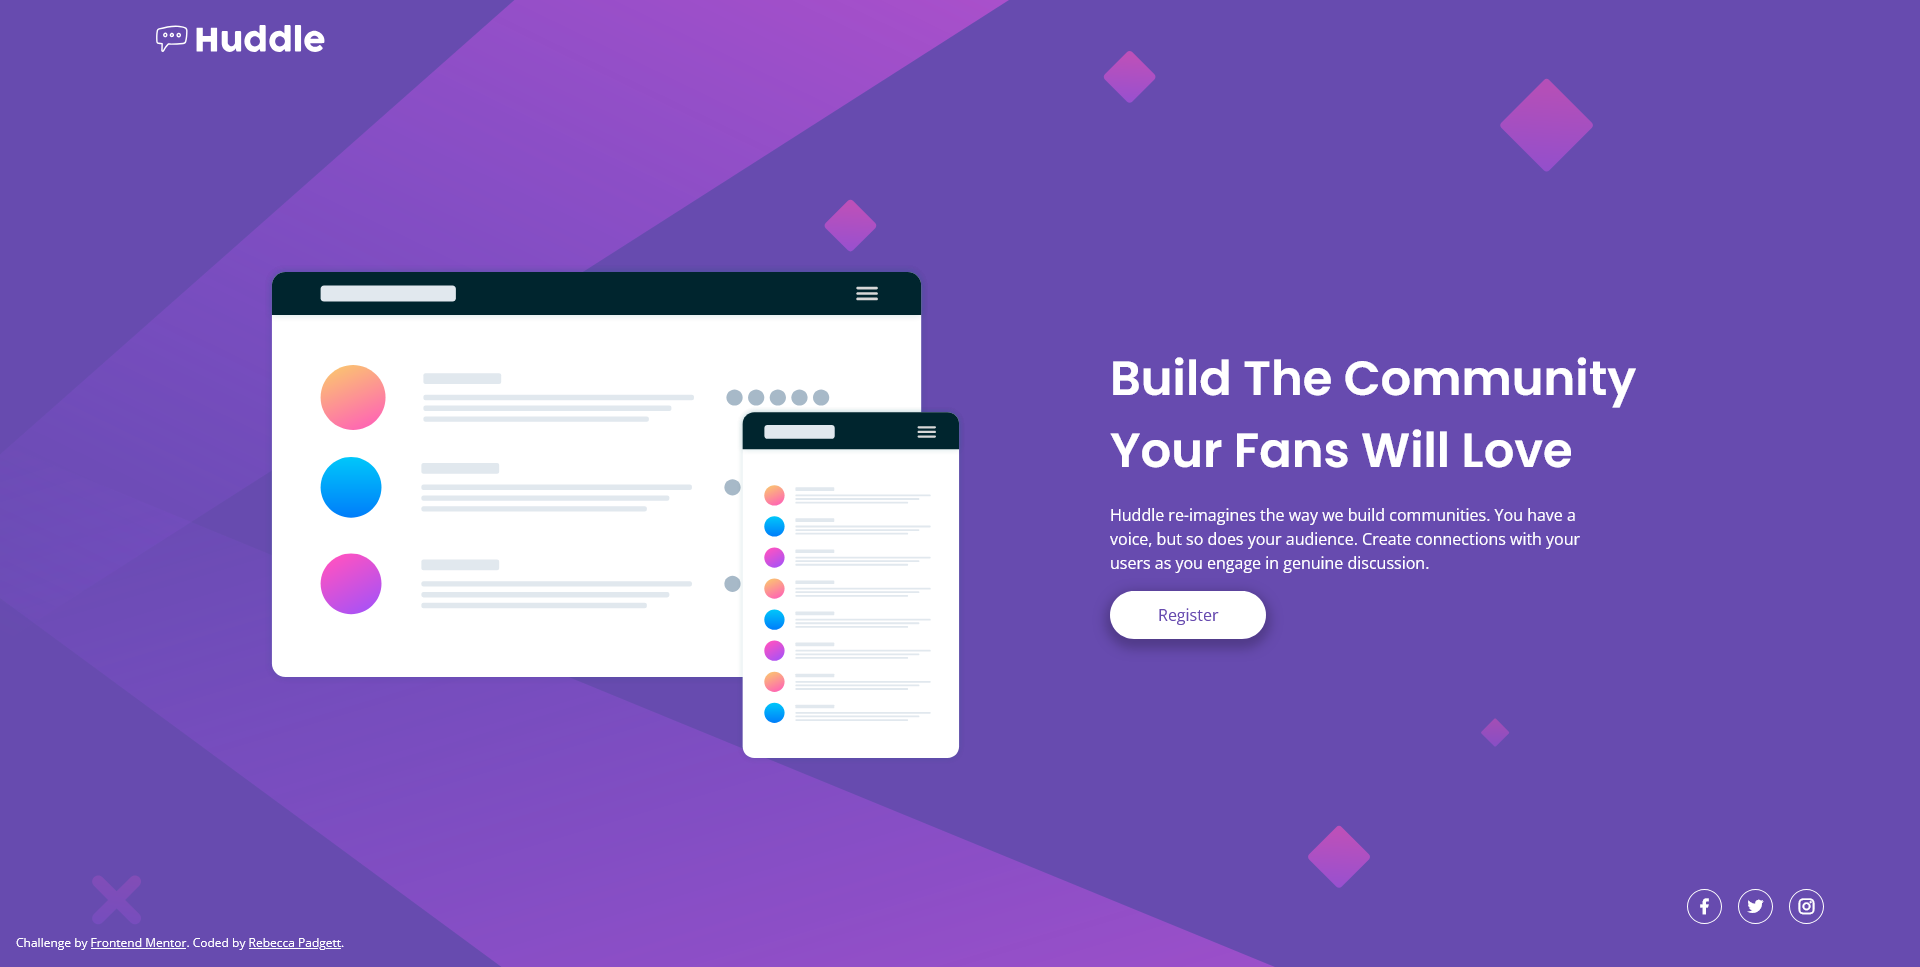 Huddle
Build The Community
Your Fans Will Love
Huddle re-imagines the way we build communities. You have a
voice, but so does your audience. Create connections with your
users as you engage in genuine discussion.
Register
Challenge by Frontend Mentor. Coded by Rebecca Padgett.